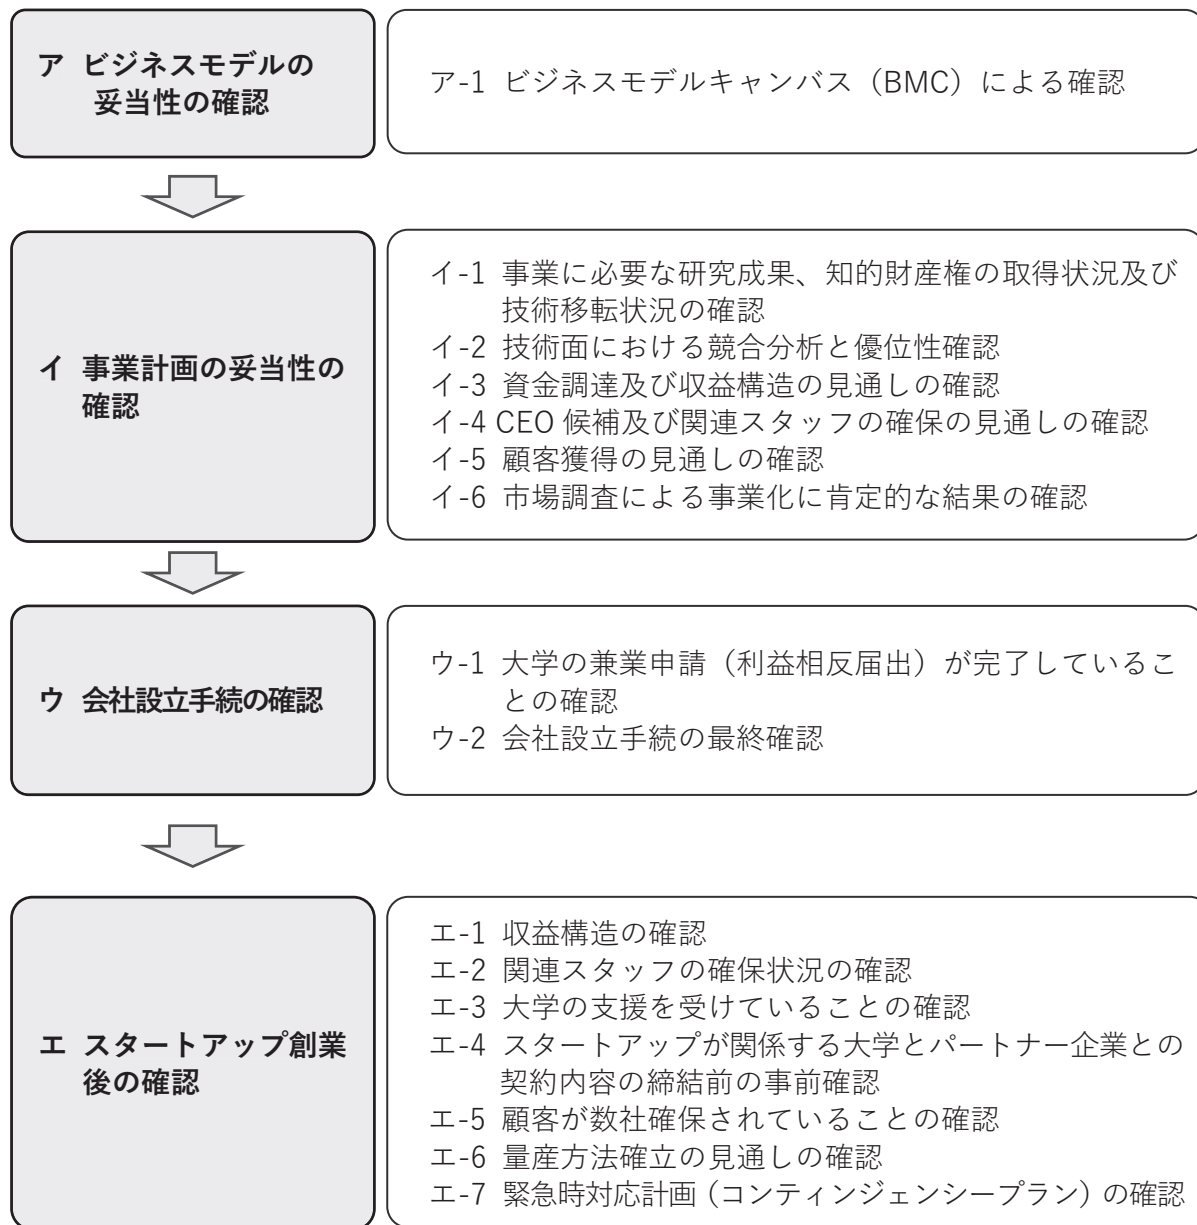 ア ビジネスモデルの
妥当性の確認
ア-1 ビジネスモデルキャンバス（BMC）による確認
イ 事業計画の妥当性の
確認
イ-1 事業に必要な研究成果、知的財産権の取得状況及び
技術移転状況の確認
イ-2 技術面における競合分析と優位性確認
イ-3 資金調達及び収益構造の見通しの確認
イ-4 CEO 候補及び関連スタッフの確保の見通しの確認
イ-5 顧客獲得の見通しの確認
イ-6 市場調査による事業化に肯定的な結果の確認
ウ 会社設立手続の確認
ウ-1 大学の兼業申請（利益相反届出）が完了しているこ
との確認
ウ-2 会社設立手続の最終確認
エ スタートアップ創業
後の確認
エ-1 収益構造の確認
エ-2 関連スタッフの確保状況の確認
エ-3 大学の支援を受けていることの確認
エ-4 スタートアップが関係する大学とパートナー企業との
契約内容の締結前の事前確認
エ-5 顧客が数社確保されていることの確認
エ-6 量産方法確立の見通しの確認
エ-7 緊急時対応計画（コンティンジェンシープラン）の確認